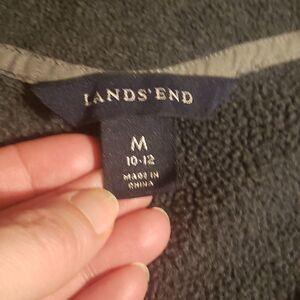 LANDS' END
M
10-12
MADE IN
CHINA